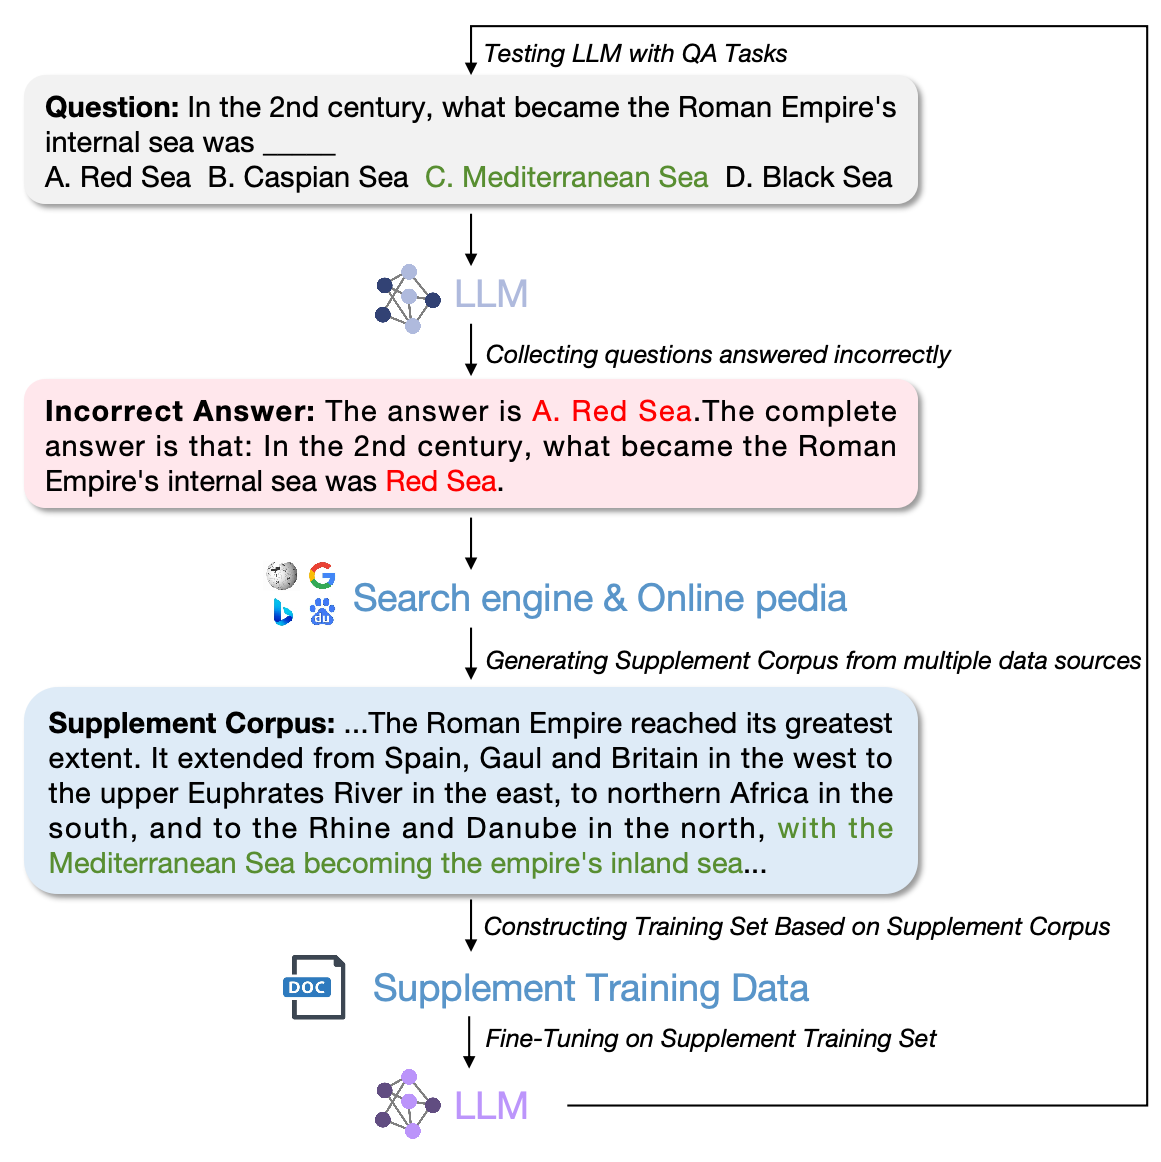 Testing LLM with QA Tasks
Question: In the 2nd century, what became the Roman Empire's
internal sea was _____
A. Red Sea B. Caspian Sea C. Mediterranean Sea D. Black Sea
LLM
Collecting questions answered incorrectly
Incorrect Answer: The answer is A. Red Sea.The complete
answer is that: In the 2nd century, what became the Roman
Empire's internal sea was Red Sea.
du
Search engine & Online pedia
Generating Supplement Corpus from multiple data sources
Supplement Corpus: ...The Roman Empire reached its greatest
extent. It extended from Spain, Gaul and Britain in the west to
the upper Euphrates River in the east, to northern Africa in the
south, and to the Rhine and Danube in the north, with the
Mediterranean Sea becoming the empire's inland sea...
Constructing Training Set Based on Supplement Corpus
DOC
Supplement Training Data
Fine-Tuning on Supplement Training Set
LLM